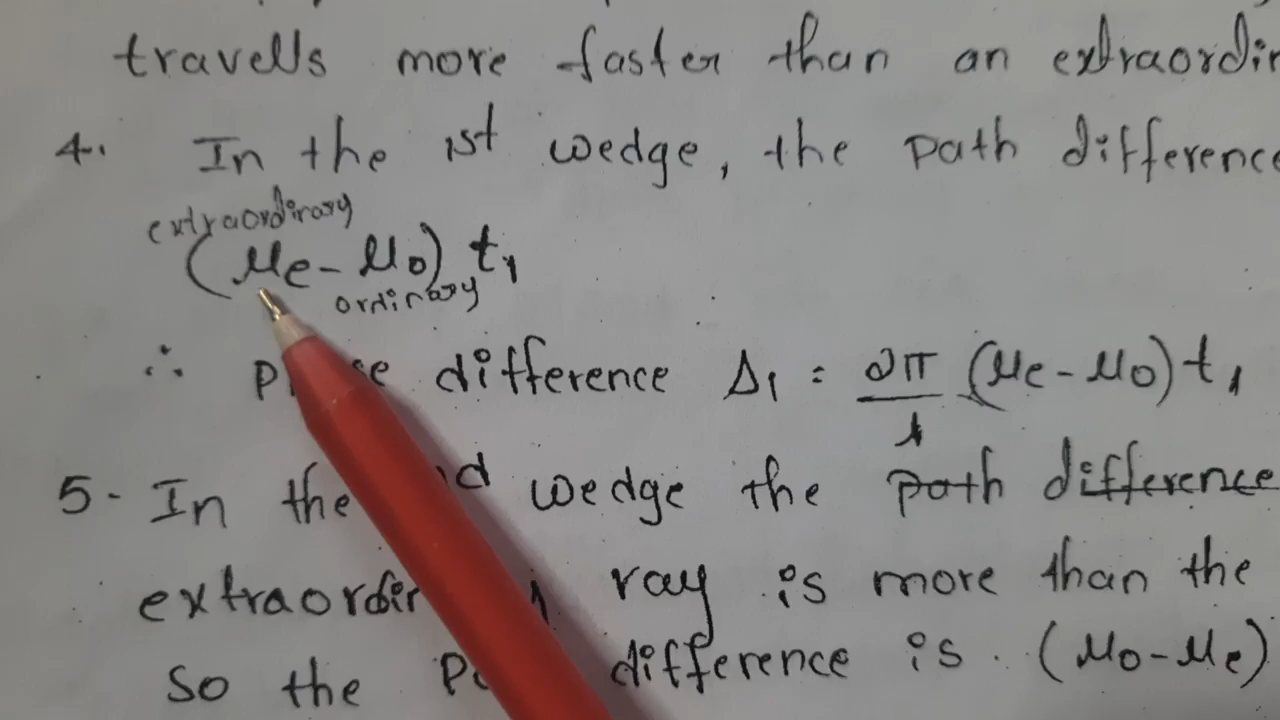 travells more faster than an extraordin
4. In the 1st wedge, the path difference
extraordinary
(μe - μo) t1
ordinary
∴ difference Δ1 = 2π/λ (μe - μo) t1
5. In the wedge the path difference
ray is more than the
So the difference is. (μo - μe)